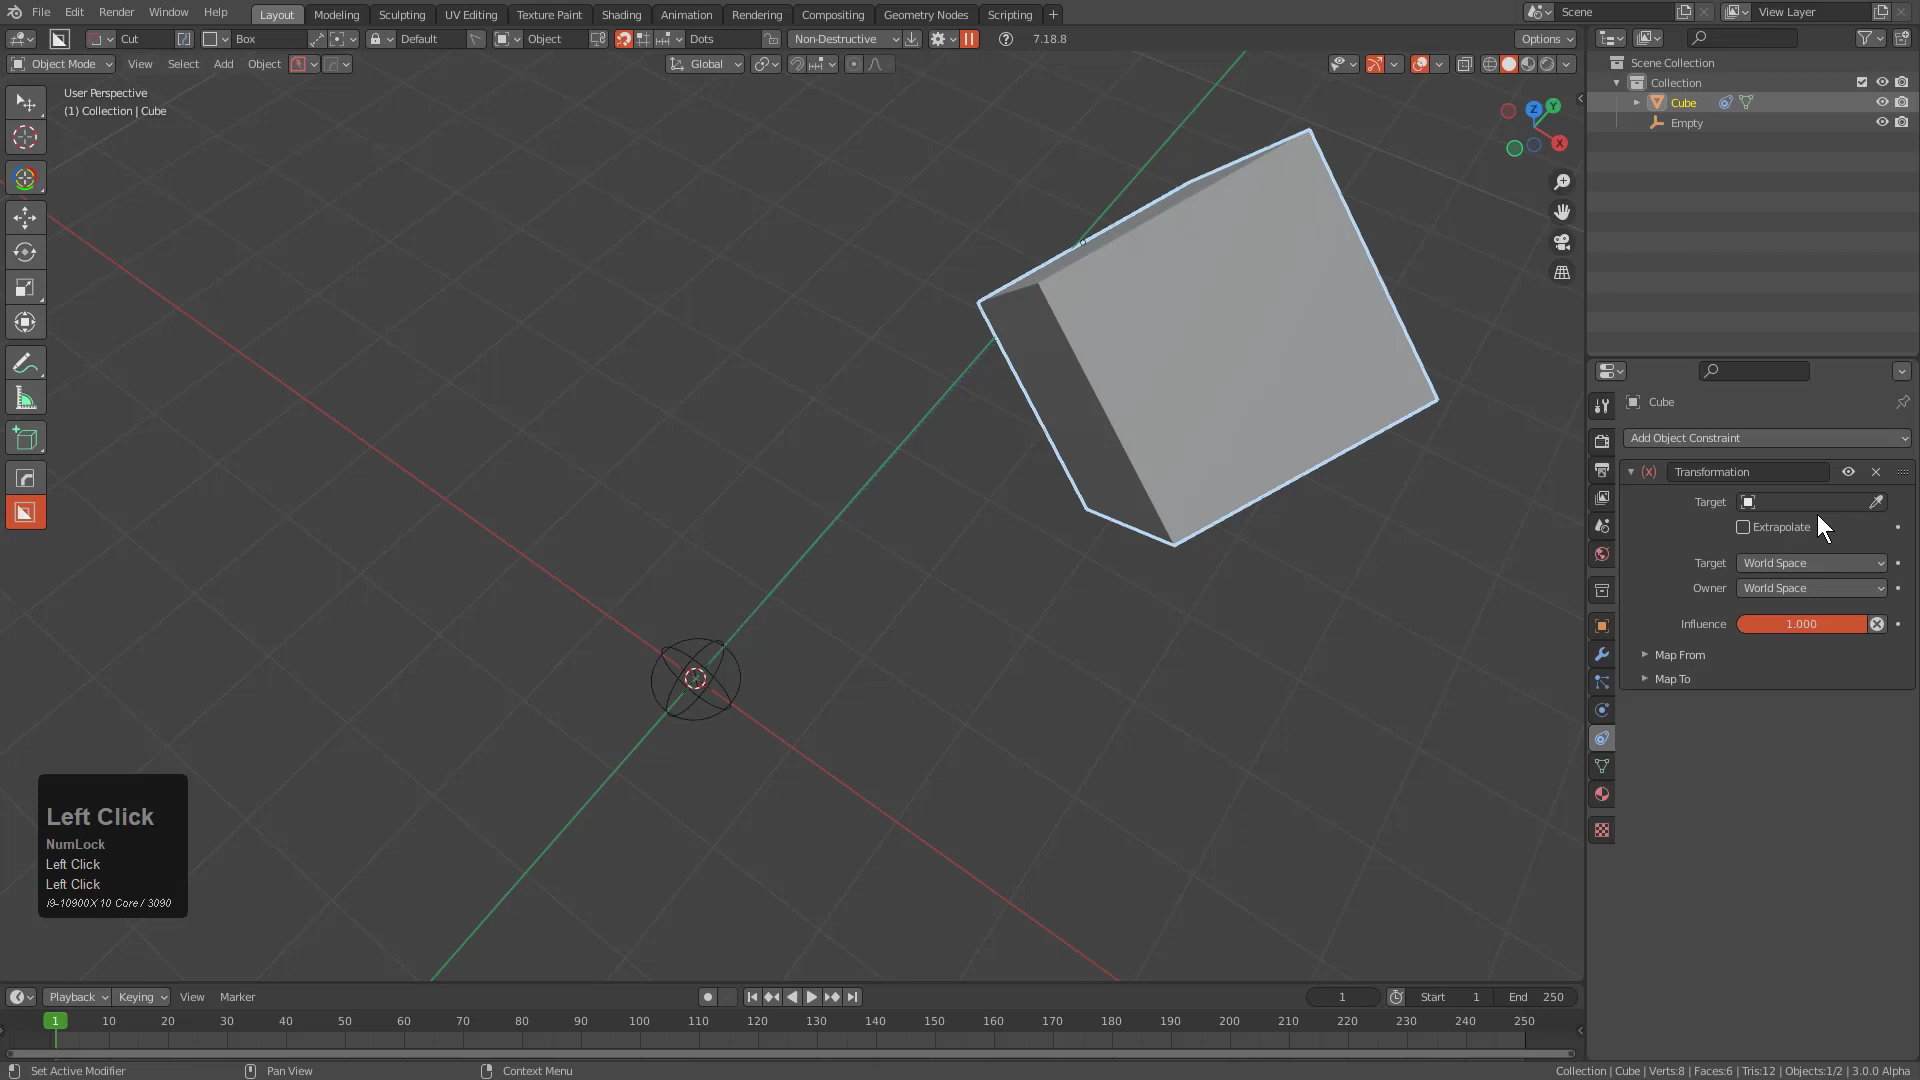 File Edit Render Window Help Layout Modeling Sculpting UV Editing Texture Paint Shading Animation Rendering Compositing Geometry Nodes Scripting + Scene View Layer
Cut Box Default Object Dots Non-Destructive 7.18.8 Options
Object Mode View Select Add Object Global
User Perspective
(1) Collection | Cube
Z Y X
Scene Collection
Collection
Cube
Empty
Cube
Add Object Constraint
(x) Transformation
Target
Extrapolate
Target World Space
Owner World Space
Influence 1.000
Map From
Map To
Left Click
NumLock
Left Click
Left Click
i9-10900X 10 Core / 3090
Playback Keying View Marker 1 Start 1 End 250
1 10 20 30 40 50 60 70 80 90 100 110 120 130 140 150 160 170 180 190 200 210 220 230 240 250
Set Active Modifier Pan View Context Menu Collection | Cube | Verts:8 | Faces:6 | Tris:12 | Objects:1/2 | 3.0.0 Alpha